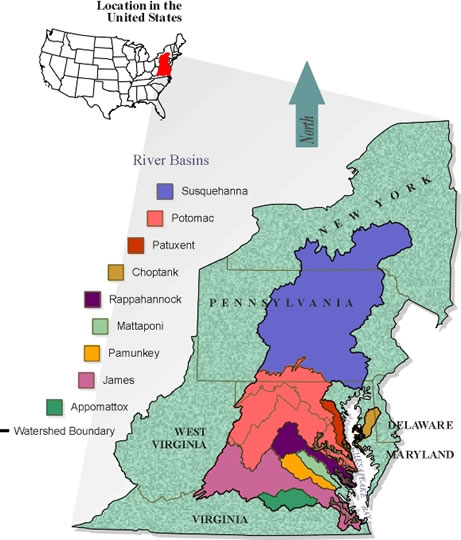 Location in the
United States
North
River Basins
Susquehanna
Potomac
Patuxent
Choptank
Rappahannock
Mattaponi
Pamunkey
James
Appomattox
Watershed Boundary
NEW YORK
PENNSYLVANIA
WEST
VIRGINIA
DELAWARE
MARYLAND
VIRGINIA